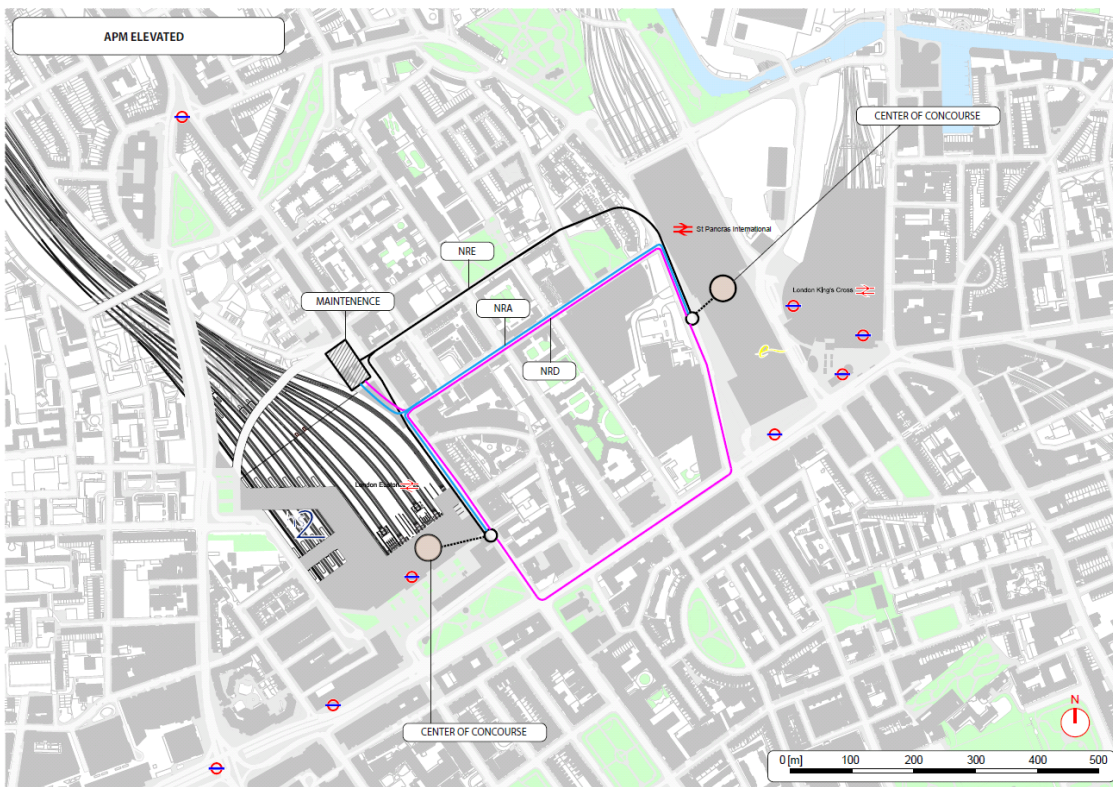 APM ELEVATED
CENTER OF CONCOURSE
St Pancras International
NRE
London King's Cross
MAINTENENCE
NRA
NRD
London Euston
2
CENTER OF CONCOURSE
N
0 [m] 100 200 300 400 500